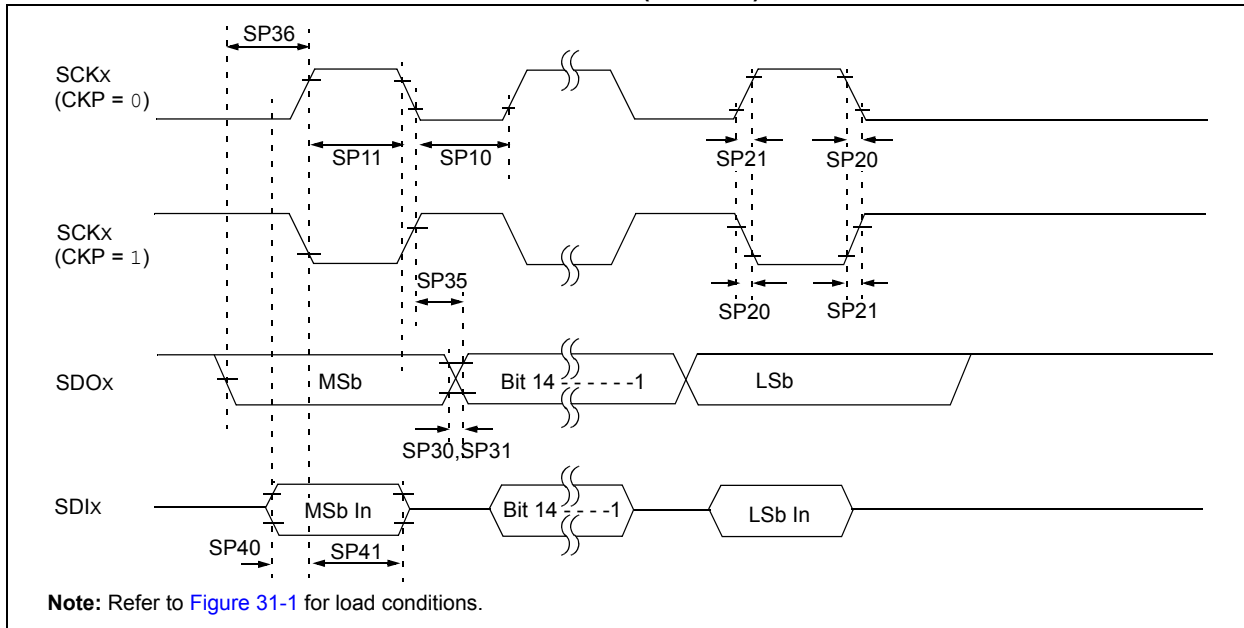 SP36
SCKx
(CKP = 0)
SP11
SP10
SP21
SP20
SCKx
(CKP = 1)
SP35
SP20
SP21
SDOx
MSb
Bit 14 - - - - - -1
LSb
SP30,SP31
SDIx
MSb In
Bit 14 - - - -1
LSb In
SP40
SP41
Note: Refer to Figure 31-1 for load conditions.